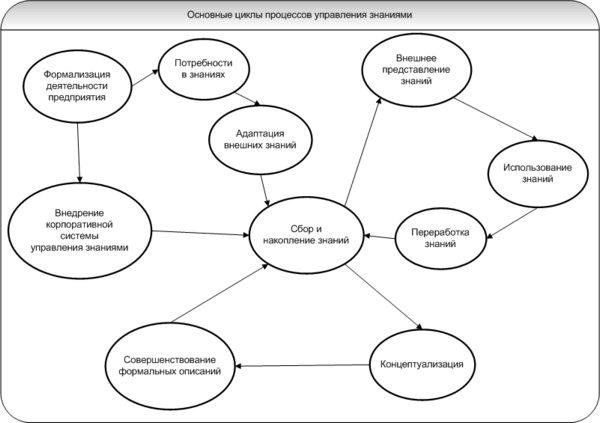 Основные циклы процессов управления знаниями
Формализация
деятельности
предприятия
Потребности
в знаниях
Внешнее
представление
знаний
Адаптация
внешних знаний
Использование
знаний
Внедрение
корпоративной
системы
управления знаниями
Сбор и
накопление знаний
Переработка
знаний
Совершенствование
формальных описаний
Концептуализация